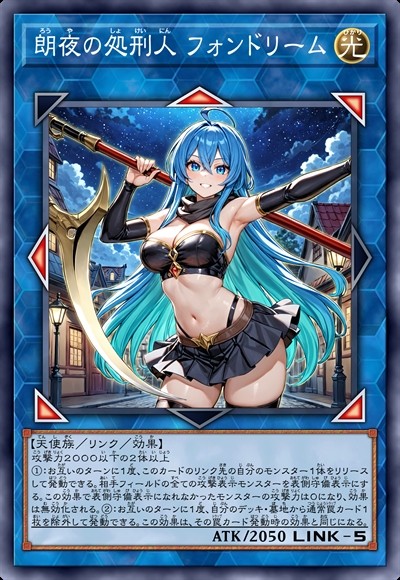 朗夜の処刑人 フォンドリーム 光
【天使族／リンク／効果】
攻撃力2000以下の2体以上
①:お互いのターンに1度、このカードのリンク先の自分のモンスター1体をリリース
して発動できる。相手フィールドの全ての攻撃表示モンスターを表側守備表示にす
る。この効果で表側守備表示になれなかったモンスターの攻撃力は0になり、効果
は無効化される。②:お互いのターンに1度、自分のデッキ・墓地から通常罠カード1
枚を除外して発動できる。この効果は、その罠カード発動時の効果と同じになる。
ATK/2050 LINK-5